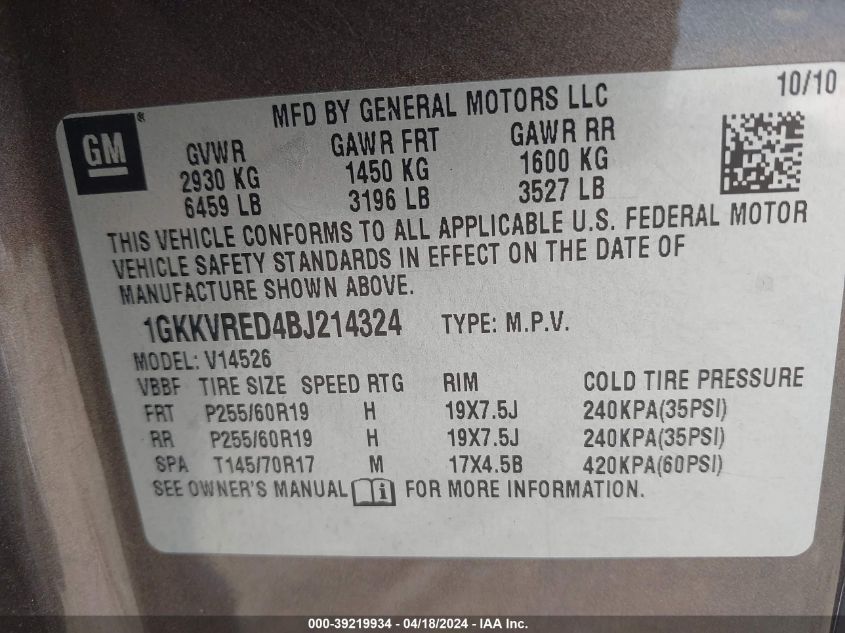 10/10
MFD BY GENERAL MOTORS LLC
GM®
GVWR GAWR FRT GAWR RR
2930 KG 1450 KG 1600 KG
6459 LB 3196 LB 3527 LB
THIS VEHICLE CONFORMS TO ALL APPLICABLE U.S. FEDERAL MOTOR
VEHICLE SAFETY STANDARDS IN EFFECT ON THE DATE OF
MANUFACTURE SHOWN ABOVE.
1GKKVRED4BJ214324 TYPE: M.P.V.
MODEL: V14526
VBBF TIRE SIZE SPEED RTG RIM COLD TIRE PRESSURE
FRT P255/60R19 H 19X7.5J 240KPA(35PSI)
RR P255/60R19 H 19X7.5J 240KPA(35PSI)
SPA T145/70R17 M 17X4.5B 420KPA(60PSI)
SEE OWNER'S MANUAL i FOR MORE INFORMATION.
000-39219934 - 04/18/2024 - IAA Inc.